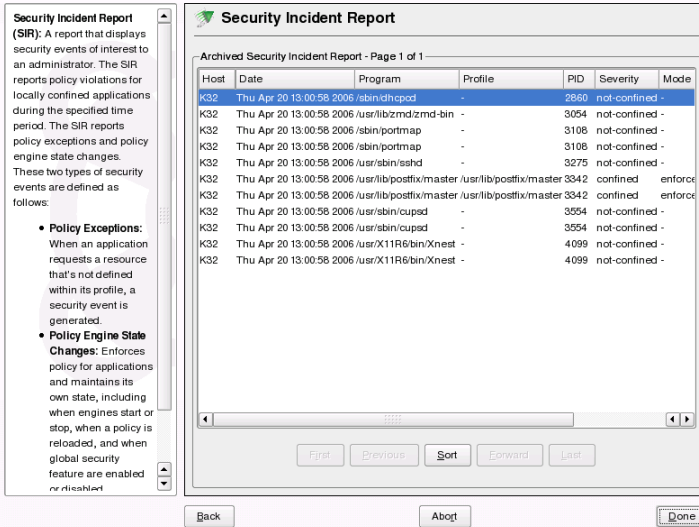 Security Incident Report
(SIR): A report that displays
security events of interest to
an administrator. The SIR
reports policy violations for
locally confined applications
during the specified time
period. The SIR reports
policy exceptions and policy
engine state changes.
These two types of security
events are defined as
follows:
Policy Exceptions:
When an application
requests a resource
that's not defined
within its profile, a
security event is
generated.
Policy Engine State
Changes: Enforces
policy for applications
and maintains its
own state, including
when engines start or
stop, when a policy is
reloaded, and when
global security
feature are enabled
or disabled
Security Incident Report
Archived Security Incident Report - Page 1 of 1
Host Date Program Profile PID Severity Mode
K32 Thu Apr 20 13:00:58 2006 /sbin/dhcpcd - 2860 not-confined -
K32 Thu Apr 20 13:00:58 2006 /usr/lib/zmd/zmd-bin - 3054 not-confined -
K32 Thu Apr 20 13:00:58 2006 /sbin/portmap - 3108 not-confined -
K32 Thu Apr 20 13:00:58 2006 /sbin/portmap - 3108 not-confined -
K32 Thu Apr 20 13:00:58 2006 /usr/sbin/sshd - 3275 not-confined -
K32 Thu Apr 20 13:00:58 2006 /usr/lib/postfix/master /usr/lib/postfix/master 3342 confined enforce
K32 Thu Apr 20 13:00:58 2006 /usr/lib/postfix/master /usr/lib/postfix/master 3342 confined enforce
K32 Thu Apr 20 13:00:58 2006 /usr/sbin/cupsd - 3554 not-confined -
K32 Thu Apr 20 13:00:58 2006 /usr/sbin/cupsd - 3554 not-confined -
K32 Thu Apr 20 13:00:58 2006 /usr/X11R6/bin/Xnest - 4099 not-confined -
K32 Thu Apr 20 13:00:58 2006 /usr/X11R6/bin/Xnest - 4099 not-confined -
First Previous Sort Forward Last
Back Abort Done